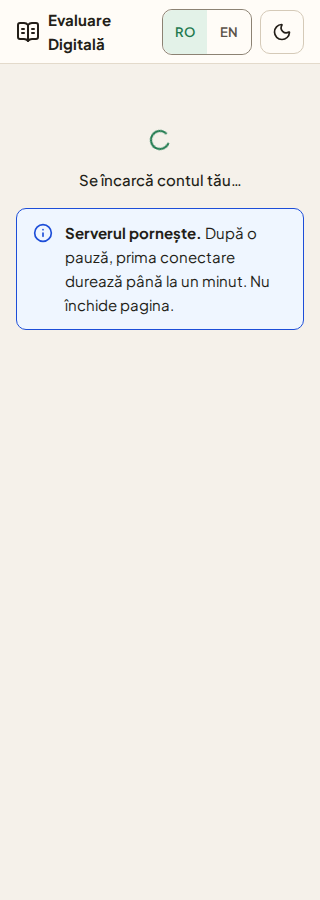 Evaluare
Digitală
RO
EN
Se încarcă contul tău…
Serverul pornește. După o
pauză, prima conectare
durează până la un minut. Nu
închide pagina.